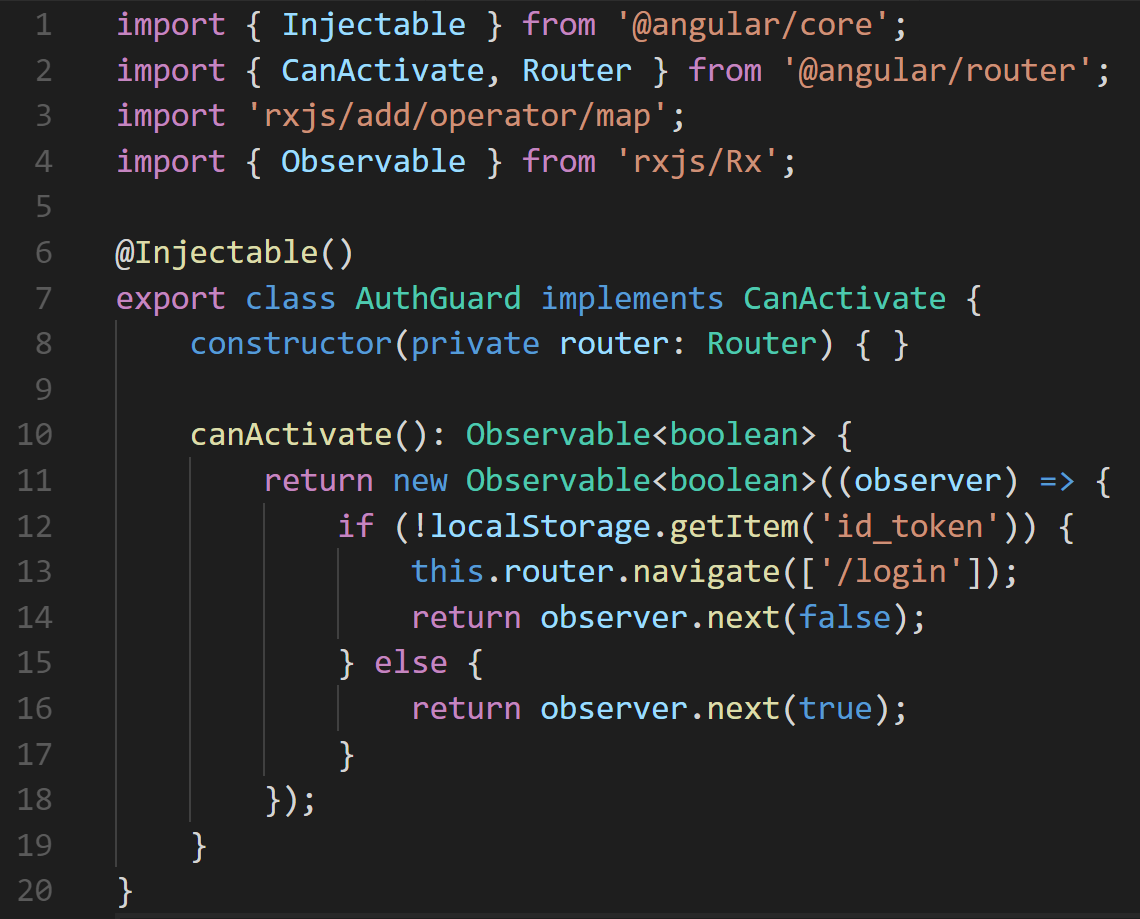 1 import { Injectable } from '@angular/core';
2 import { CanActivate, Router } from '@angular/router';
3 import 'rxjs/add/operator/map';
4 import { Observable } from 'rxjs/Rx';
5
6 @Injectable()
7 export class AuthGuard implements CanActivate {
8     constructor(private router: Router) { }
9
10     canActivate(): Observable<boolean> {
11         return new Observable<boolean>((observer) => {
12             if (!localStorage.getItem('id_token')) {
13                 this.router.navigate(['/login']);
14                 return observer.next(false);
15             } else {
16                 return observer.next(true);
17             }
18         });
19     }
20 }